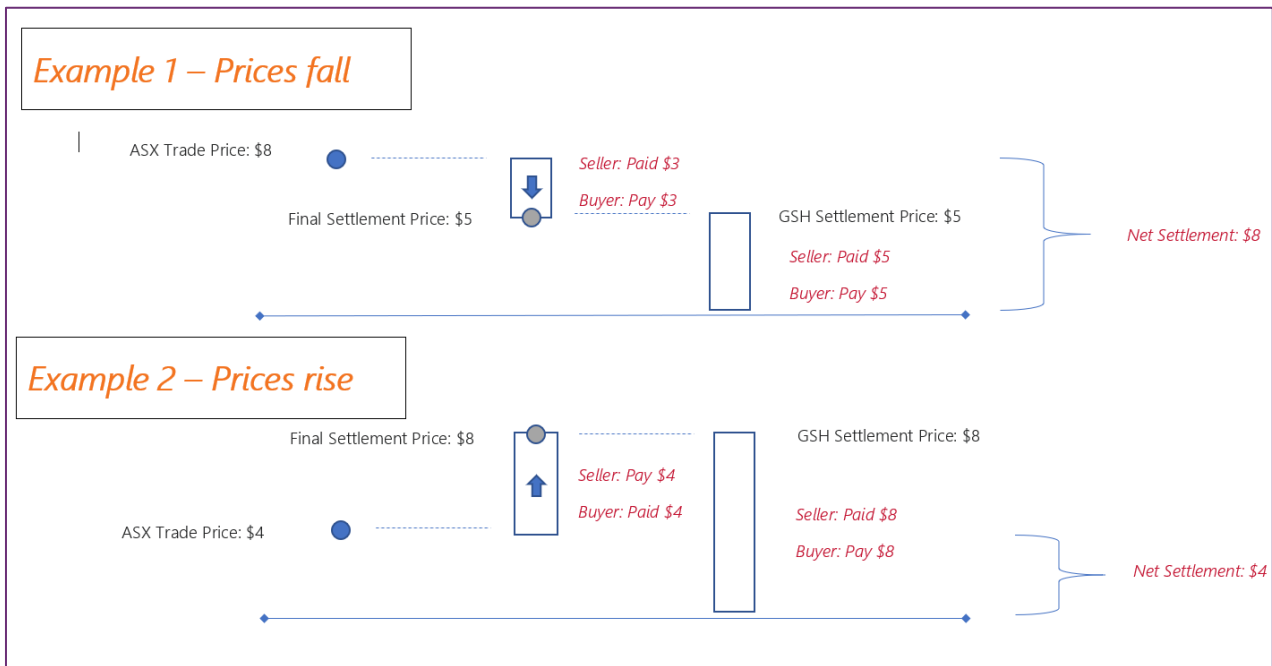 Example 1 – Prices fall
ASX Trade Price: $8
Seller: Paid $3
Buyer: Pay $3
Final Settlement Price: $5
GSH Settlement Price: $5
Net Settlement: $8
Seller: Paid $5
Buyer: Pay $5
Example 2 – Prices rise
Final Settlement Price: $8
GSH Settlement Price: $8
Seller: Pay $4
Buyer: Paid $4
ASX Trade Price: $4
Seller: Paid $8
Buyer: Pay $8
Net Settlement: $4